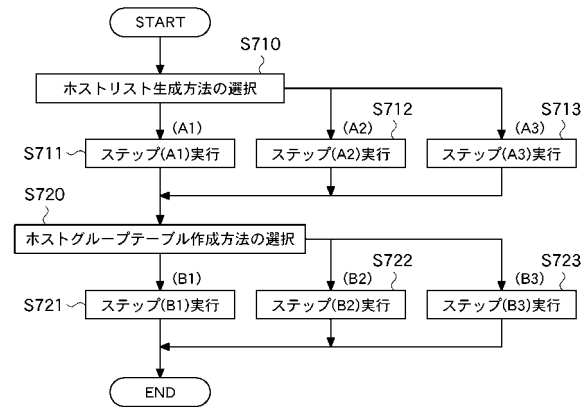 START
S710
ホストリスト生成方法の選択
(A1)
(A2)
S712
(A3)
S713
S711
ステップ(A1)実行
ステップ(A2)実行
ステップ(A3)実行
S720
ホストグループテーブル作成方法の選択
(B1)
(B2)
S722
(B3)
S723
S721
ステップ(B1)実行
ステップ(B2)実行
ステップ(B3)実行
END